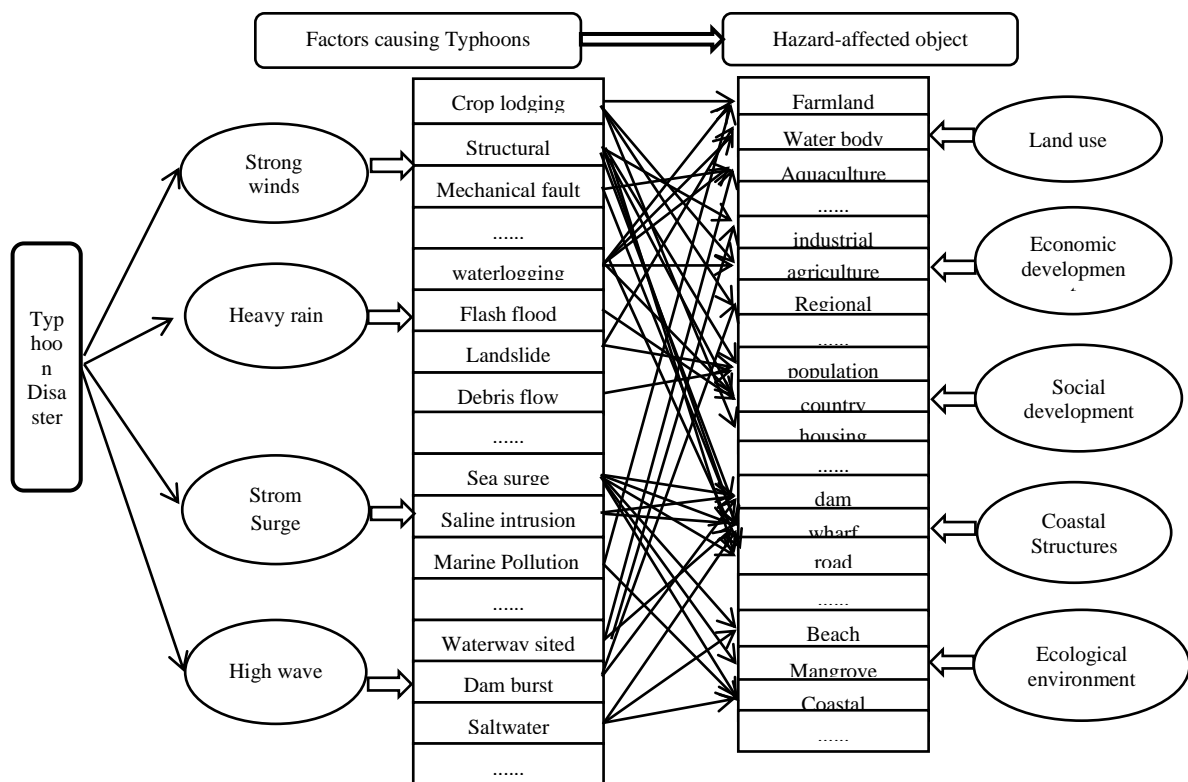 Factors causing Typhoons
Hazard-affected object
Typ
hoo
n
Disa
ster
Strong
winds
Heavy rain
Strom
Surge
High wave
Crop lodging
Structural
Mechanical fault
......
waterlogging
Flash flood
Landslide
Debris flow
......
Sea surge
Saline intrusion
Marine Pollution
......
Waterway sited
Dam burst
Saltwater
......
Farmland
Water body
Aquaculture
......
industrial
agriculture
Regional
......
population
country
housing
......
dam
wharf
road
......
Beach
Mangrove
Coastal
......
Land use
Economic
developmen
Social
development
Coastal
Structures
Ecological
environment